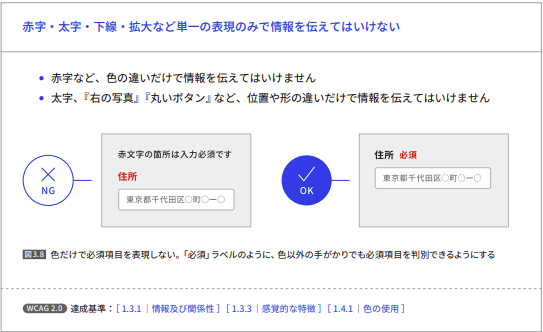 赤字・太字・下線・拡大など単一の表現のみで情報を伝えてはいけない
• 赤字など、色の違いだけで情報を伝えてはいけません
• 太字、『右の写真』『丸いボタン』など、位置や形の違いだけで情報を伝えてはいけません
NG
赤文字の箇所は入力必須です
住所
東京都千代田区○町○ー○
OK
住所 必須
東京都千代田区○町○ー○
図3.8 色だけで必須項目を表現しない。「必須」ラベルのように、色以外の手がかりでも必須項目を判別できるようにする
WCAG 2.0 達成基準：［1.3.1｜情報及び関係性］［1.3.3｜感覚的な特徴］［1.4.1｜色の使用］